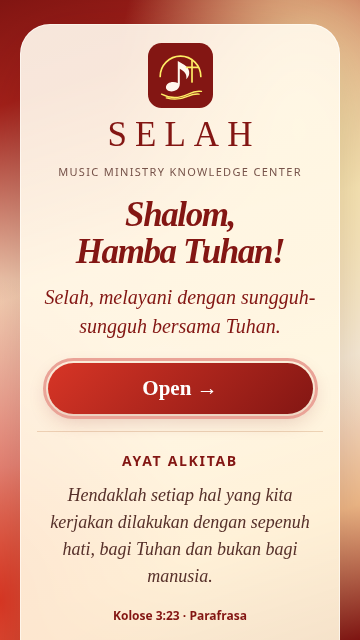 SELAH
MUSIC MINISTRY KNOWLEDGE CENTER
Shalom,
Hamba Tuhan!
Selah, melayani dengan sungguh-
sungguh bersama Tuhan.
Open →
AYAT ALKITAB
Hendaklah setiap hal yang kita
kerjakan dilakukan dengan sepenuh
hati, bagi Tuhan dan bukan bagi
manusia.
Kolose 3:23 · Parafrasa